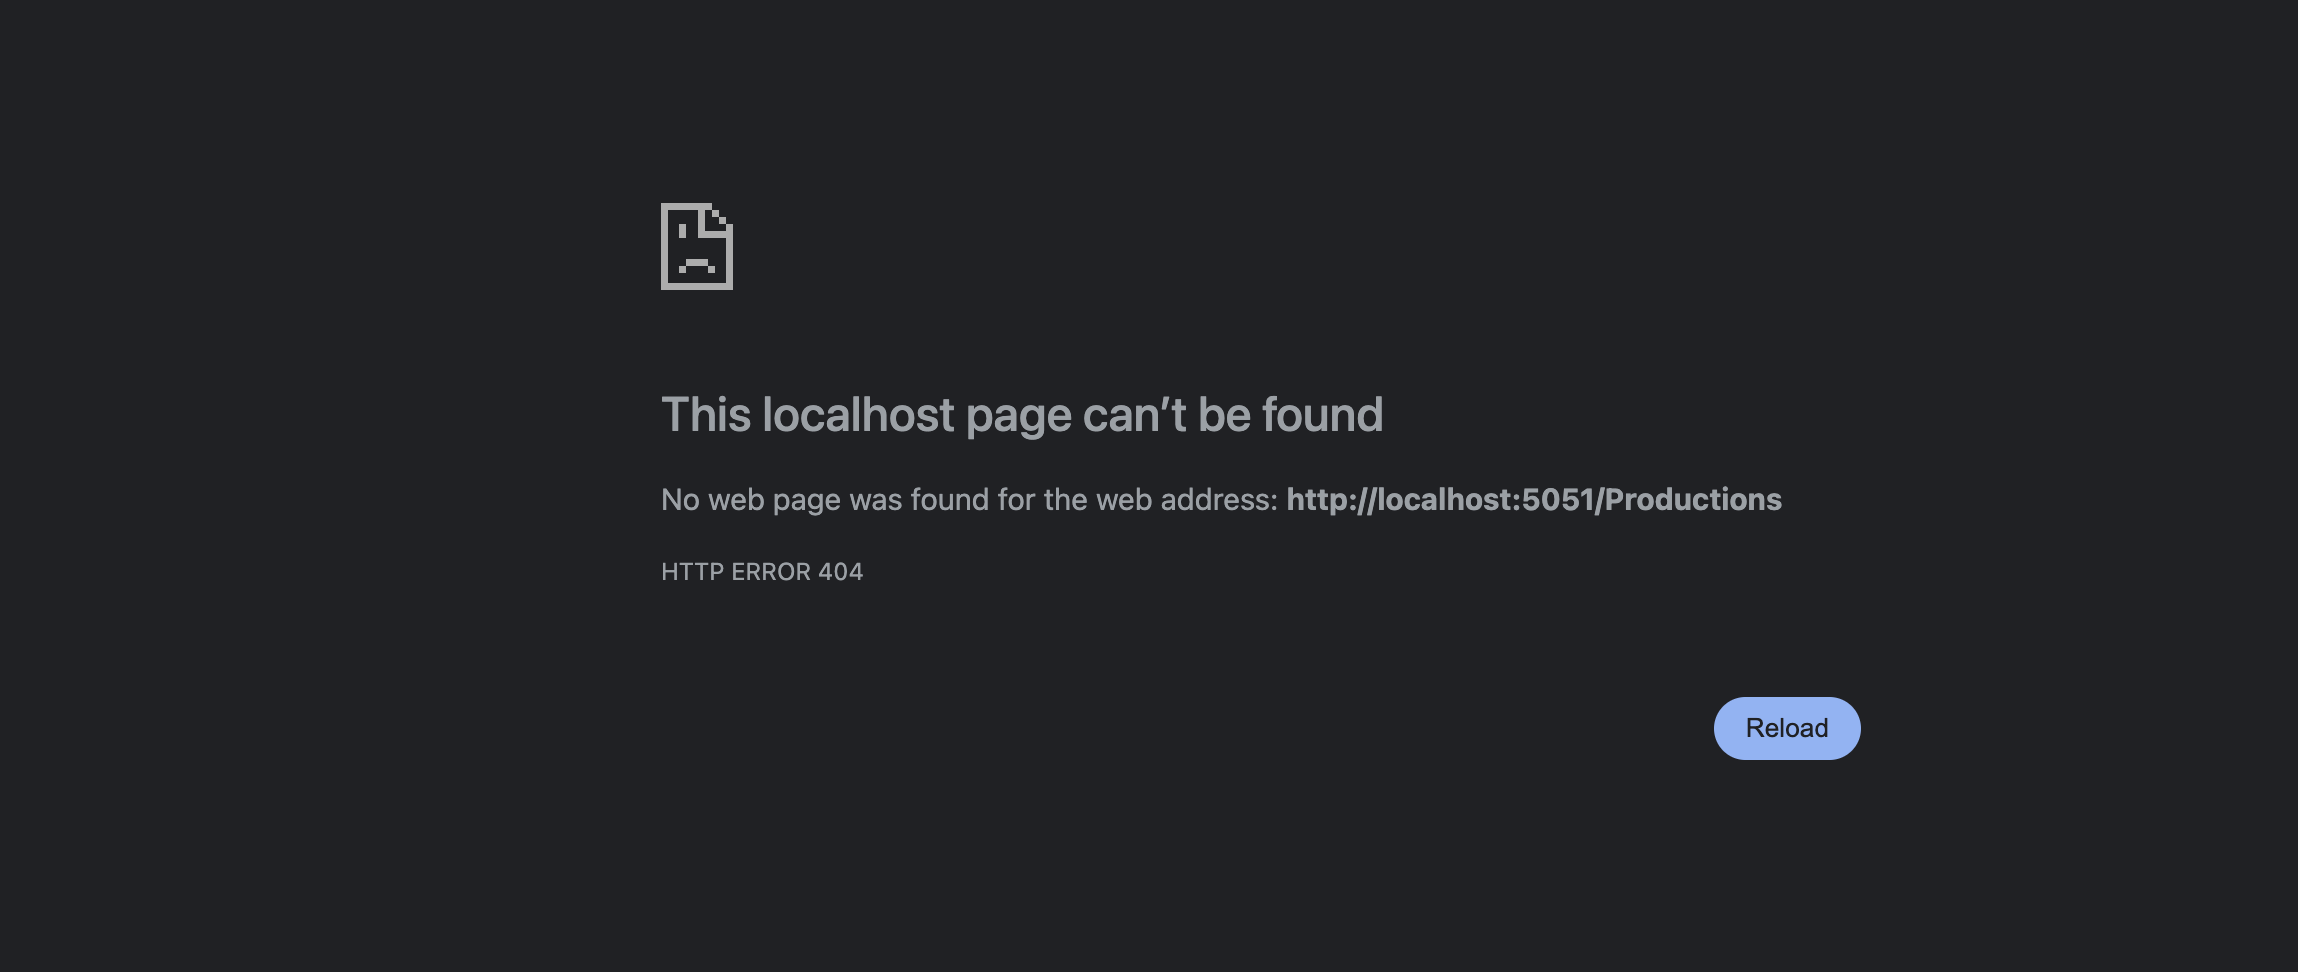 This localhost page can’t be found
No web page was found for the web address: http://localhost:5051/Productions
HTTP ERROR 404
Reload